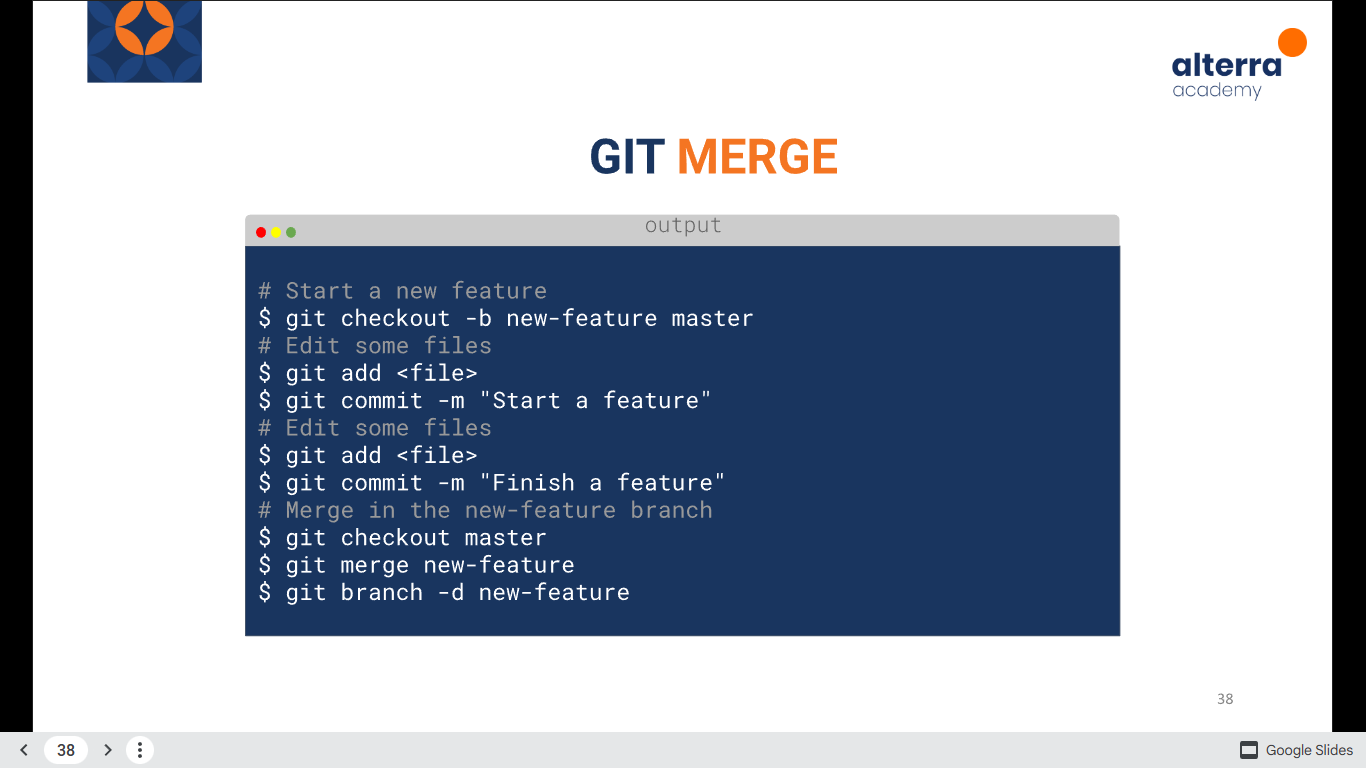 alterra
academy
GIT MERGE
output
# Start a new feature
$ git checkout -b new-feature master
# Edit some files
$ git add <file>
$ git commit -m "Start a feature"
# Edit some files
$ git add <file>
$ git commit -m "Finish a feature"
# Merge in the new-feature branch
$ git checkout master
$ git merge new-feature
$ git branch -d new-feature
38
38
Google Slides